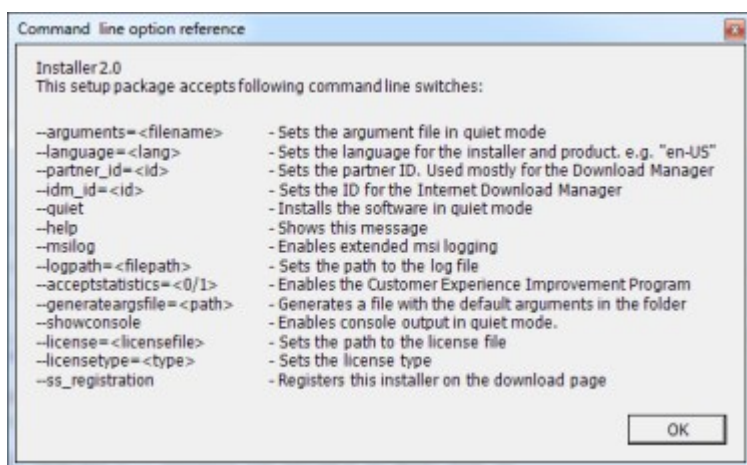 Command line option reference
Installer 2.0
This setup package accepts following command line switches:
--arguments=<filename> - Sets the argument file in quiet mode
--language=<lang> - Sets the language for the installer and product. e.g. "en-US"
--partner_id=<id> - Sets the partner ID. Used mostly for the Download Manager
--idm_id=<id> - Sets the ID for the Internet Download Manager
--quiet - Installs the software in quiet mode
--help - Shows this message
--msilog - Enables extended msi logging
--logpath=<filepath> - Sets the path to the log file
--acceptstatistics=<0/1> - Enables the Customer Experience Improvement Program
--generateargsfile=<path> - Generates a file with the default arguments in the folder
--showconsole - Enables console output in quiet mode.
--license=<licensefile> - Sets the path to the license file
--licensetype=<type> - Sets the license type
--ss_registration - Registers this installer on the download page
OK